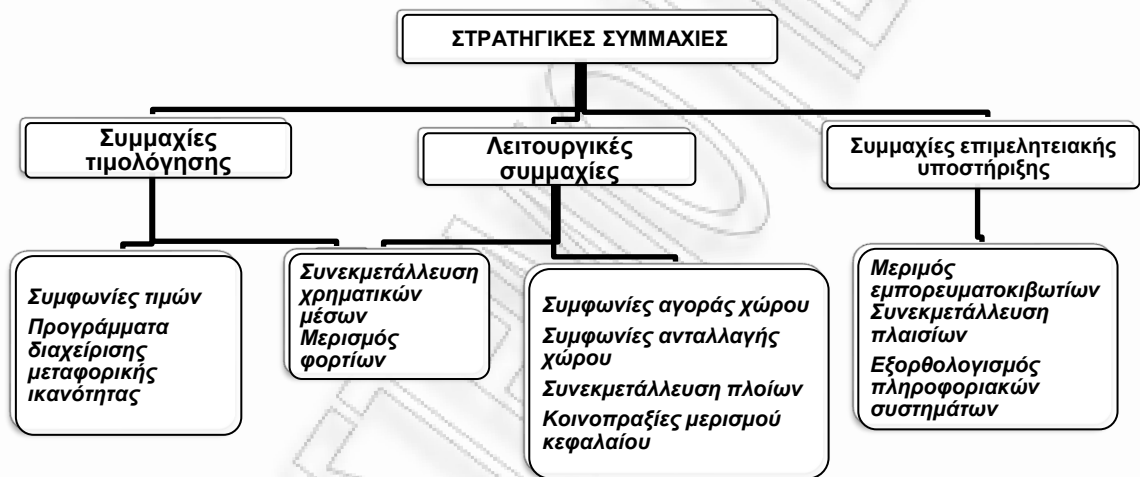 ΣΤΡΑΤΗΓΙΚΕΣ ΣΥΜΜΑΧΙΕΣ
Συμμαχίες
τιμολόγησης
Λειτουργικές
συμμαχίες
Συμμαχίες επιμελητειακής
υποστήριξης
Συμφωνίες τιμών
Προγράμματα
διαχείρισης
μεταφορικής
ικανότητας
Συνεκμετάλλευση
χρηματικών
μέσων
Μερισμός
φορτίων
Συμφωνίες αγοράς χώρου
Συμφωνίες ανταλλαγής
χώρου
Συνεκμετάλλευση πλοίων
Κοινοπραξίες μερισμού
κεφαλαίου
Μεριμός
εμπορευματοκιβωτίων
Συνεκμετάλλευση
πλαισίων
Εξορθολογισμός
πληροφοριακών
συστημάτων